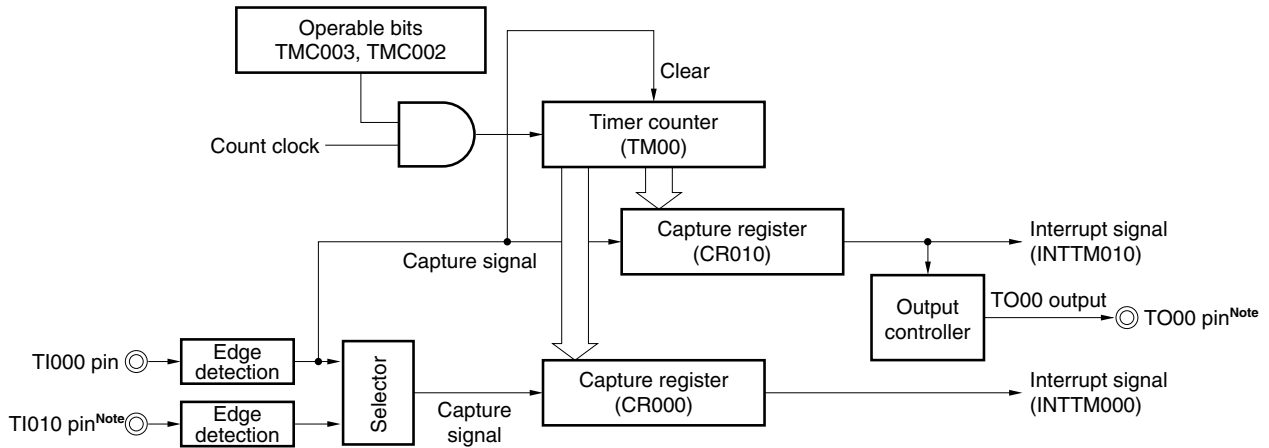 Operable bits
TMC003, TMC002
Clear
Timer counter
(TM00)
Count clock
Capture register
(CR010)
Interrupt signal
(INTTM010)
Capture signal
Output
controller
TO00 output
TO00 pinNote
TI000 pin
Edge
detection
Selector
Capture register
(CR000)
Interrupt signal
(INTTM000)
TI010 pinNote
Edge
detection
Capture
signal